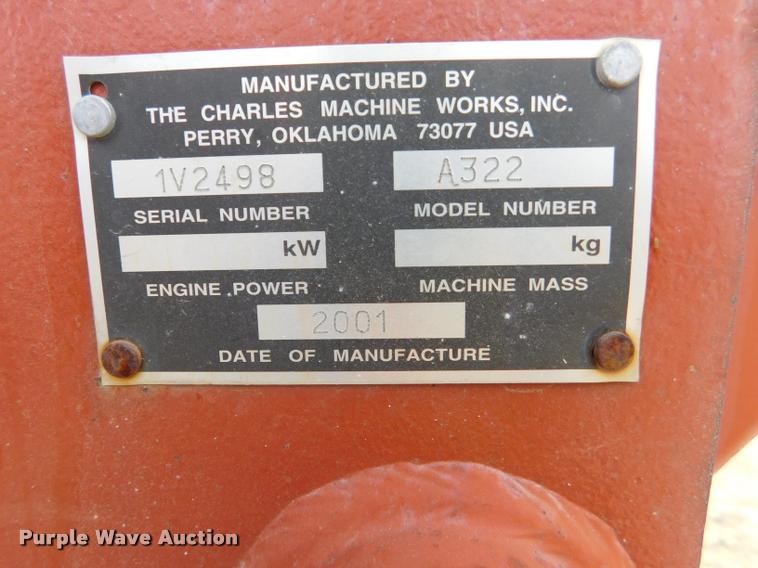 MANUFACTURED BY
THE CHARLES MACHINE WORKS, INC.
PERRY, OKLAHOMA 73077 USA
1V2498 A322
SERIAL NUMBER MODEL NUMBER
kW kg
ENGINE POWER MACHINE MASS
2001
DATE OF MANUFACTURE
Purple Wave Auction